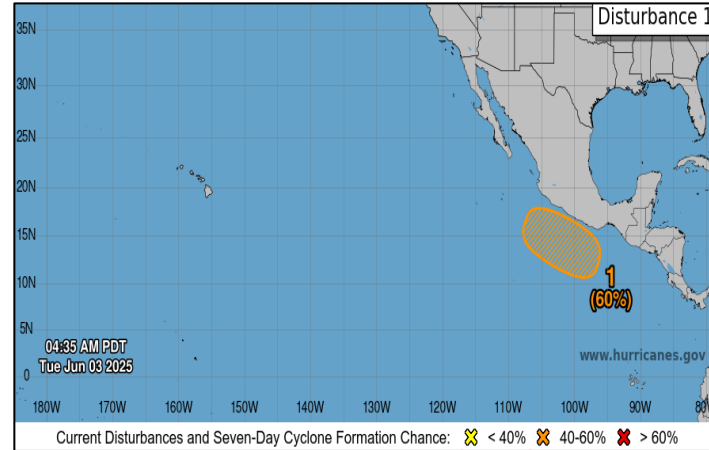 Disturbance 1
35N
30N
25N
20N
15N
10N
5N
0
1
(60%)
04:35 AM PDT
Tue Jun 03 2025
www.hurricanes.gov
180W 170W 160W 150W 140W 130W 120W 110W 100W 90W 80W
Current Disturbances and Seven-Day Cyclone Formation Chance: < 40% 40-60% > 60%